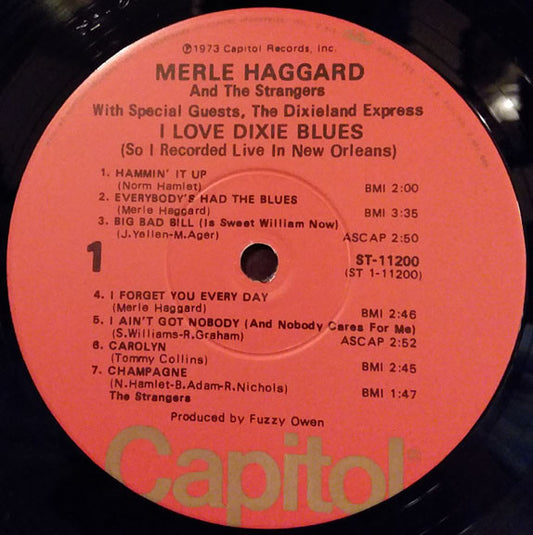 ℗1973 Capitol Records, Inc.
MERLE HAGGARD
And The Strangers
With Special Guests, The Dixieland Express
I LOVE DIXIE BLUES
(So I Recorded Live In New Orleans)
1. HAMMIN' IT UP
(Norm Hamlet) BMI 2:00
2. EVERYBODY'S HAD THE BLUES
(Merle Haggard) BMI 3:35
3. BIG BAD BILL (Is Sweet William Now)
(J.Yellen-M.Ager) ASCAP 2:50
1 ST-11200
(ST 1-11200)
4. I FORGET YOU EVERY DAY
(Merle Haggard) BMI 2:46
5. I AIN'T GOT NOBODY (And Nobody Cares For Me)
(S.Williams-R.Graham) ASCAP 2:52
6. CAROLYN
(Tommy Collins) BMI 2:45
7. CHAMPAGNE
(N.Hamlet-B.Adam-R.Nichols) BMI 1:47
The Strangers
Produced by Fuzzy Owen
Capitol®